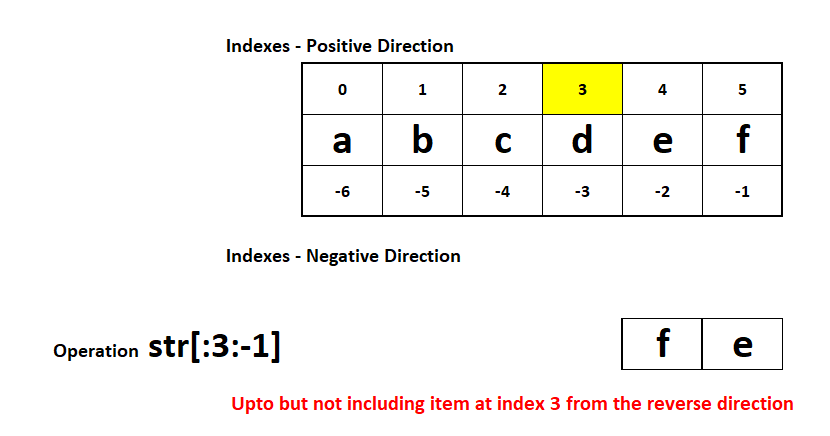 Indexes - Positive Direction
0 1 2 3 4 5
a b c d e f
-6 -5 -4 -3 -2 -1
Indexes - Negative Direction
Operation str[:3:-1] f e
Upto but not including item at index 3 from the reverse direction